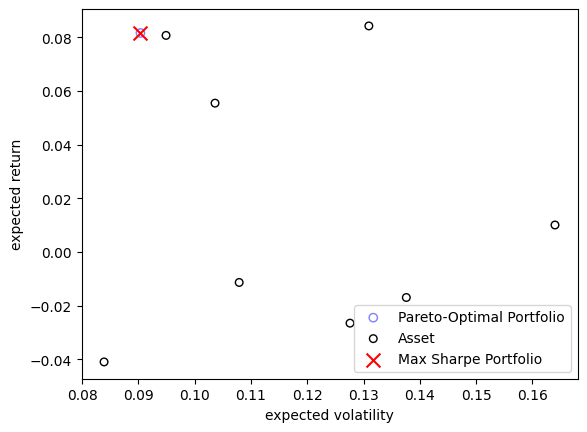 0.08
0.06
0.04
0.02
0.00
−0.02
−0.04
expected return
Pareto-Optimal Portfolio
Asset
Max Sharpe Portfolio
0.08 0.09 0.10 0.11 0.12 0.13 0.14 0.15 0.16
expected volatility